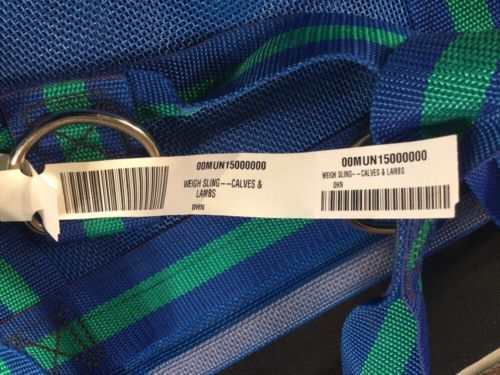 00MUN15000000
WEIGH SLING--CALVES &
LAMBS
DHN
00MUN15000000
WEIGH SLING--CALVES & LAMBS
DHN